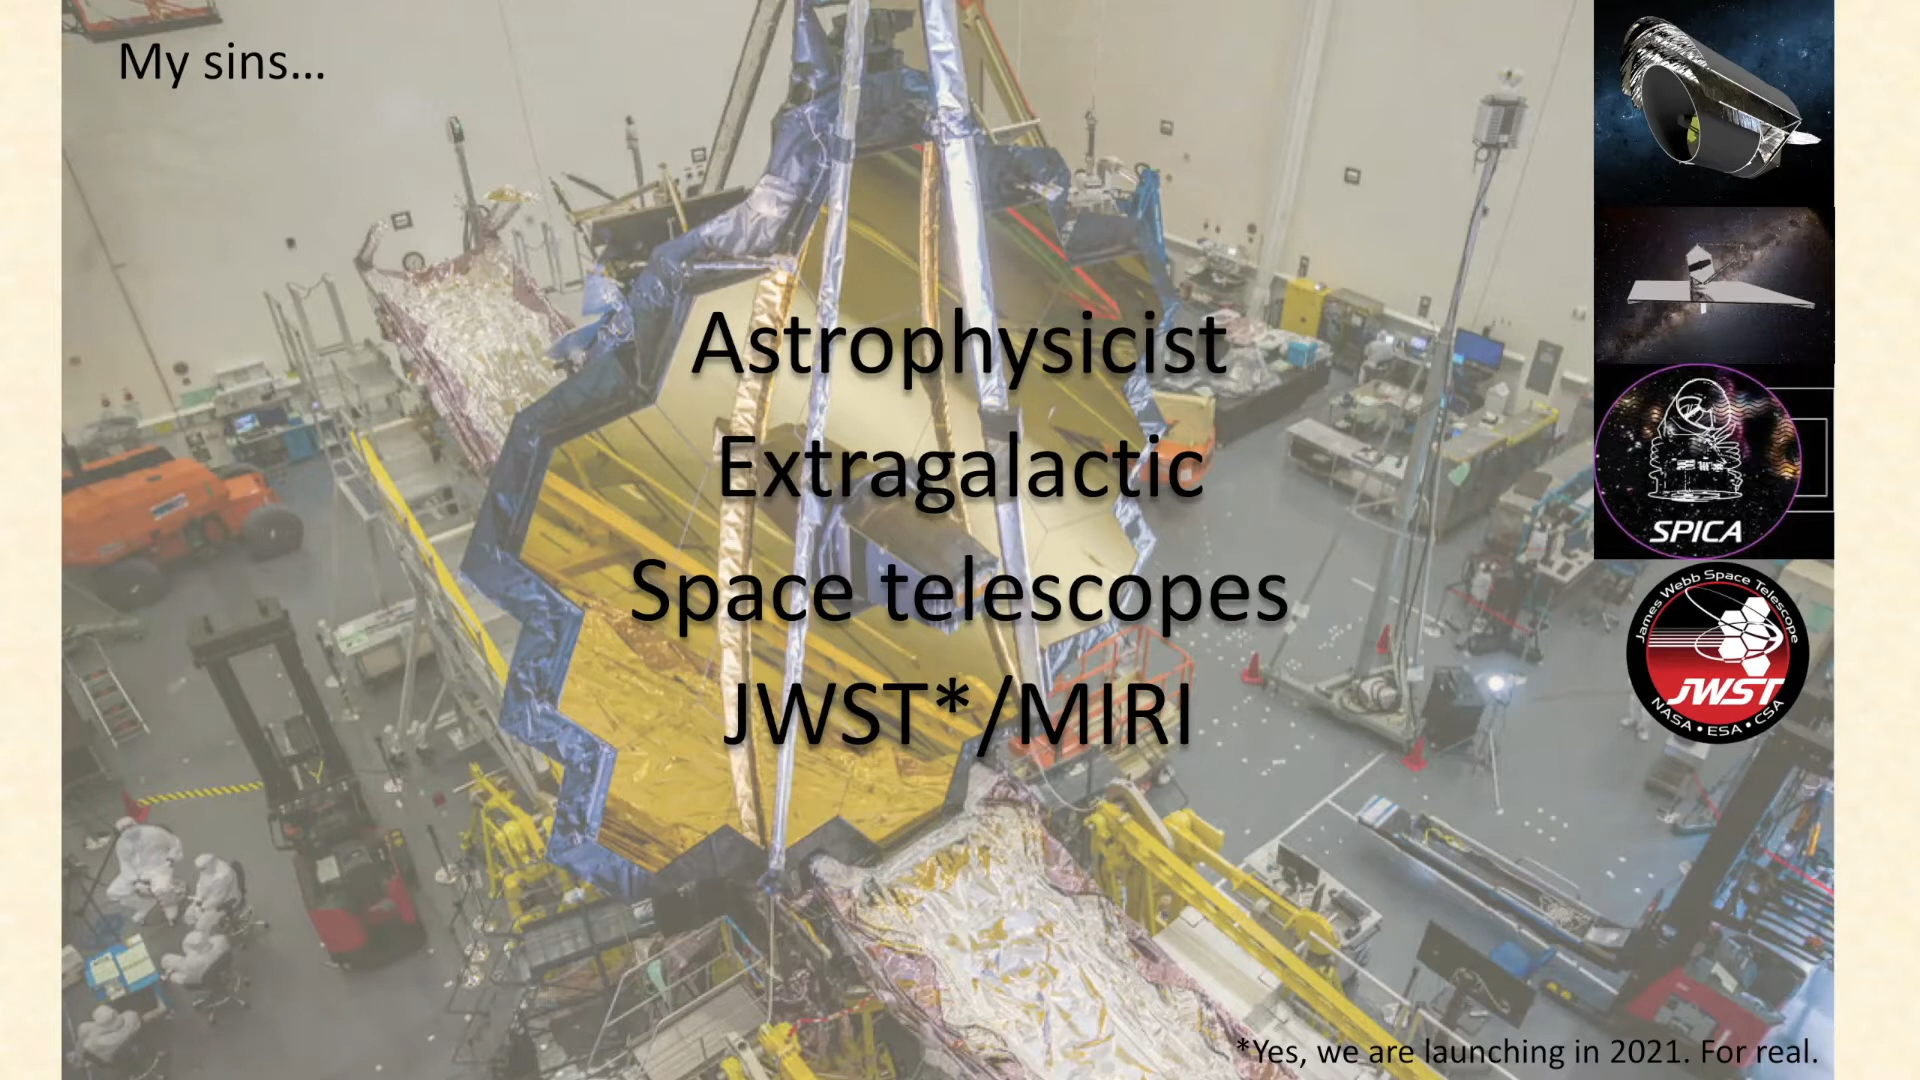 My sins…
Astrophysicist
Extragalactic
Space telescopes
JWST*/MIRI
SPICA
James Webb Space Telescope
JWST
NASA • ESA • CSA
*Yes, we are launching in 2021. For real.